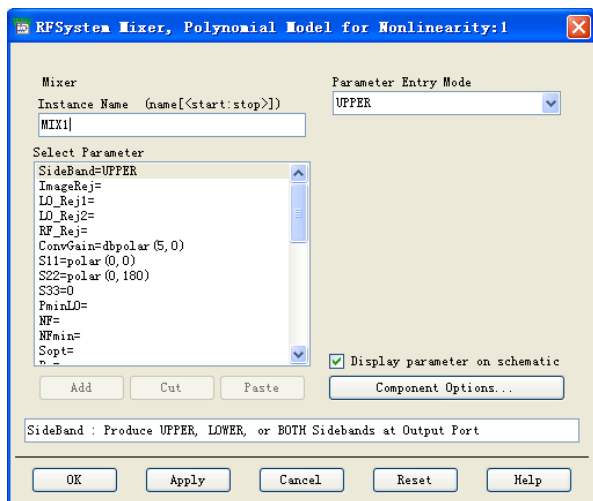 RFSystem Mixer, Polynomial Model for Nonlinearity:1
Mixer
Instance Name (name[<start:stop>])
MIX1
Select Parameter
SideBand=UPPER
ImageRej=
LO_Rej1=
LO_Rej2=
RF_Rej=
ConvGain=dbpolar(5,0)
S11=polar(0,0)
S22=polar(0,180)
S33=0
PminLO=
NF=
NFmin=
Sopt=
Add
Cut
Paste
Parameter Entry Mode
UPPER
Display parameter on schematic
Component Options...
SideBand : Produce UPPER, LOWER, or BOTH Sidebands at Output Port
OK
Apply
Cancel
Reset
Help